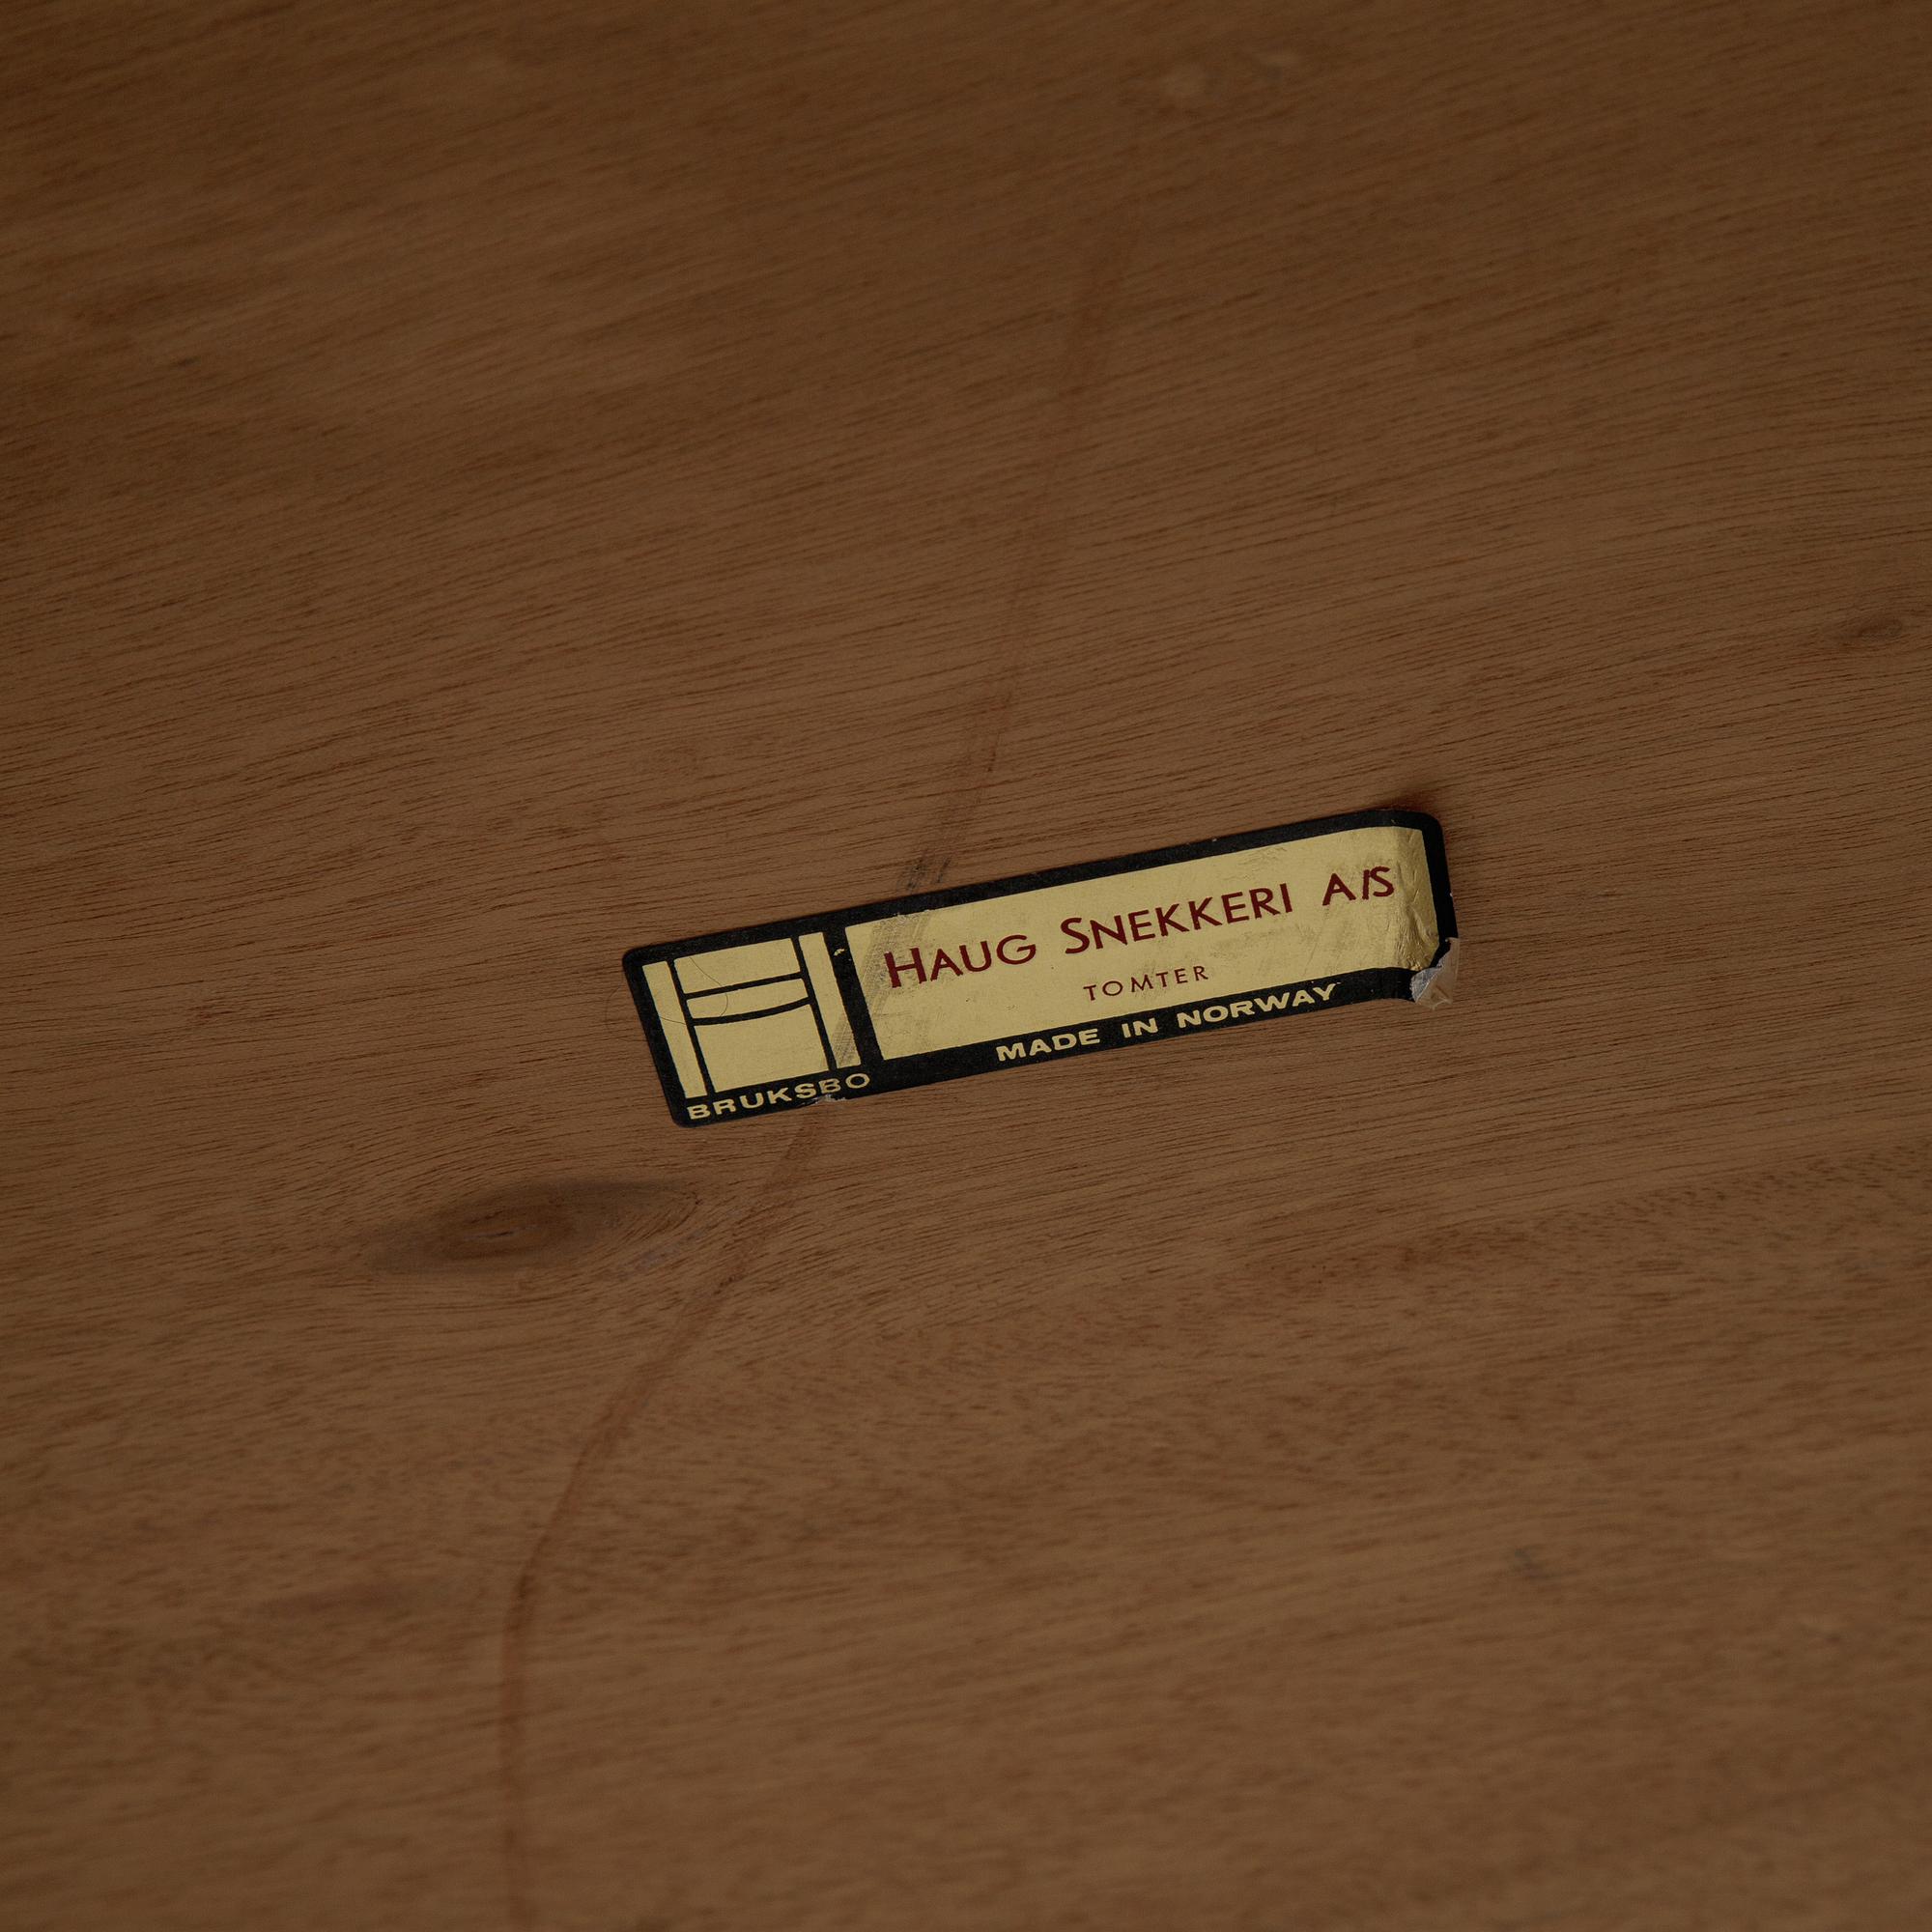 HAUG SNEKKERI A/S
TOMTER
MADE IN NORWAY
BRUKSBO